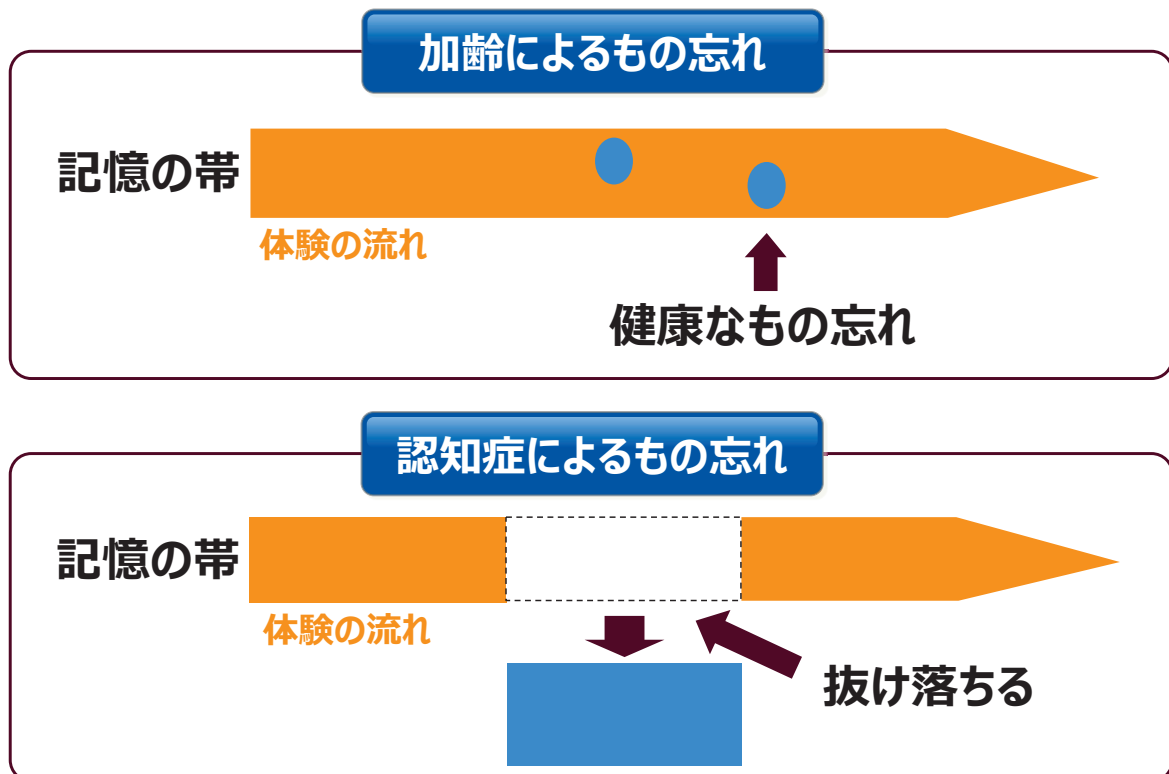 加齢によるもの忘れ
記憶の帯
体験の流れ
健康なもの忘れ
認知症によるもの忘れ
記憶の帯
体験の流れ
抜け落ちる